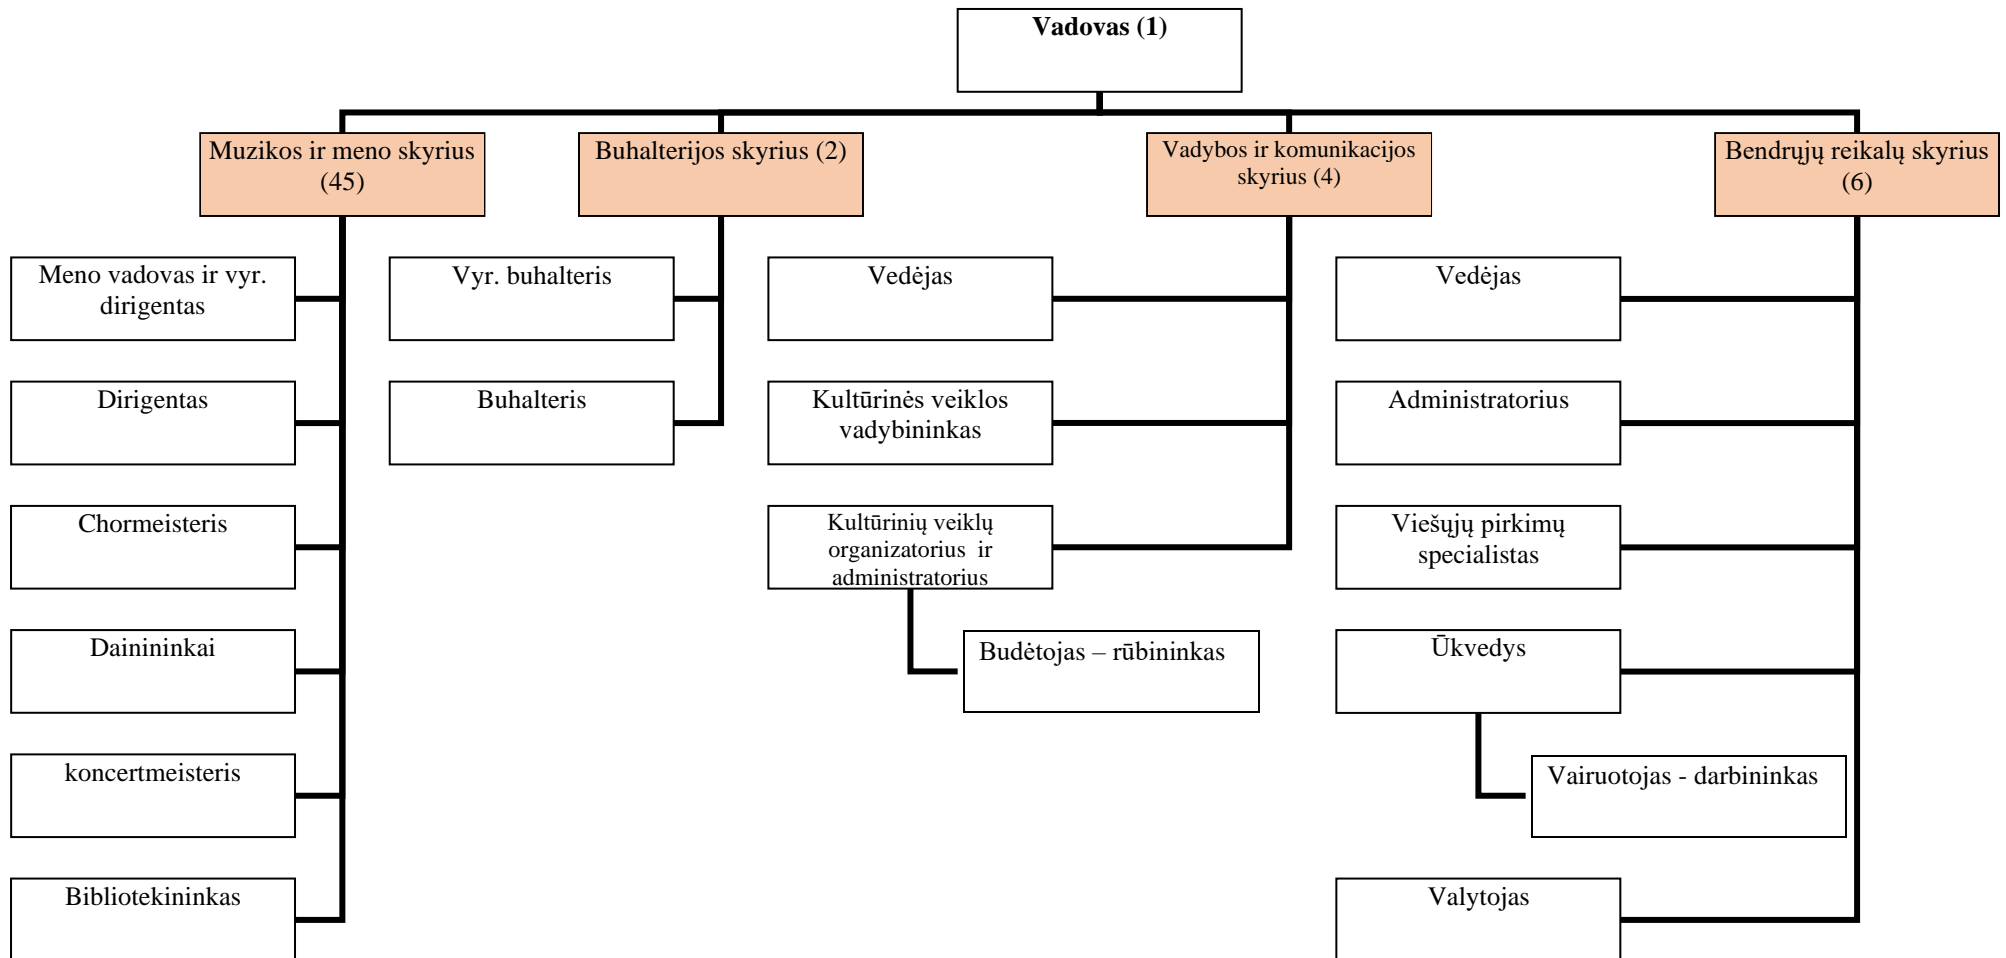 Vadovas (1)
Muzikos ir meno skyrius
(45)
Buhalterijos skyrius (2)
Vadybos ir komunikacijos
skyrius (4)
Bendrųjų reikalų skyrius
(6)
Meno vadovas ir vyr.
dirigentas
Dirigentas
Chormeisteris
Dainininkai
koncertmeisteris
Bibliotekininkas
Vyr. buhalteris
Buhalteris
Vedėjas
Kultūrinės veiklos
vadybininkas
Kultūrinių veiklų
organizatorius  ir
administratorius
Budėtojas – rūbininkas
Vedėjas
Administratorius
Viešųjų pirkimų
specialistas
Ūkvedys
Vairuotojas - darbininkas
Valytojas